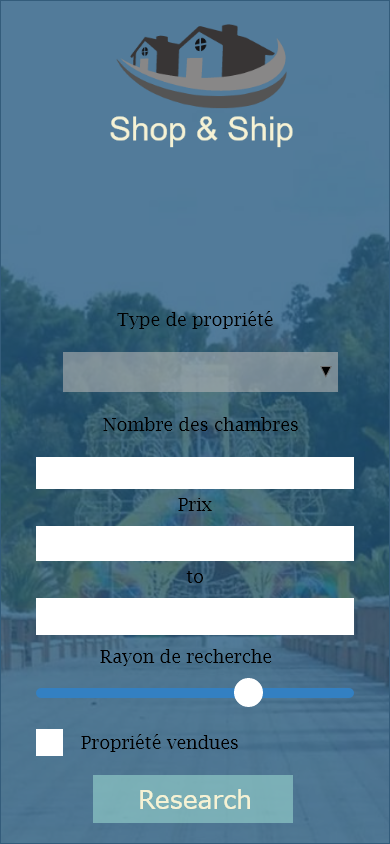 Shop & Ship
Type de propriété
Nombre des chambres
Prix
to
Rayon de recherche
Propriété vendues
Research